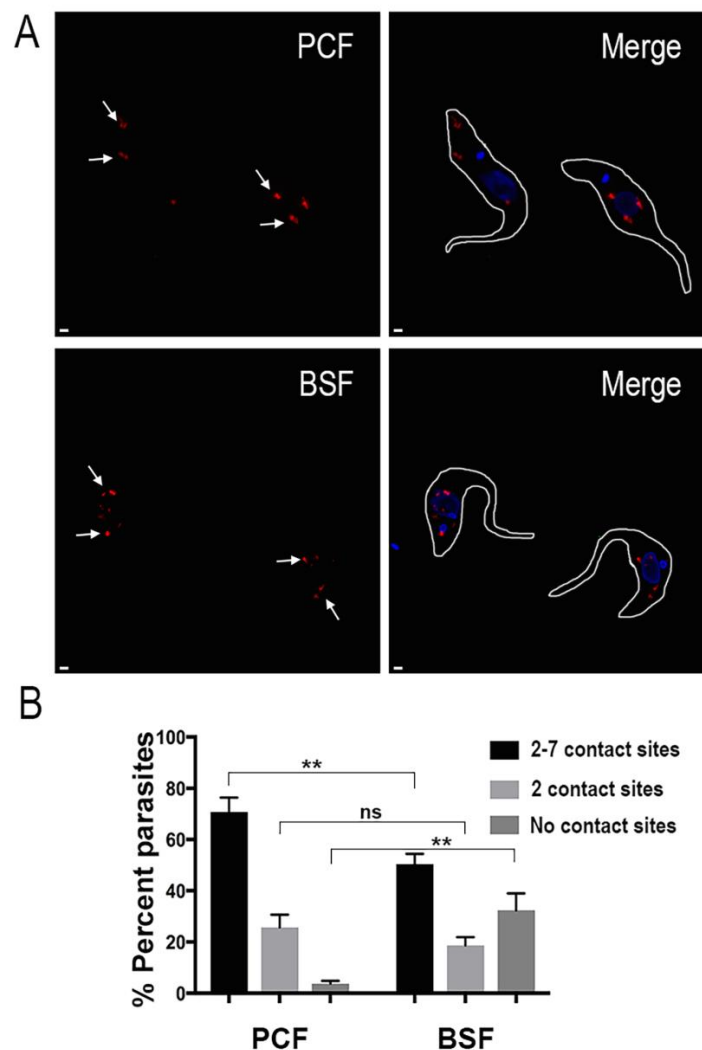 A
PCF
Merge
BSF
Merge
B
% Percent parasites
100
80
60
40
20
0
**
ns
**
2-7 contact sites
2 contact sites
No contact sites
PCF
BSF